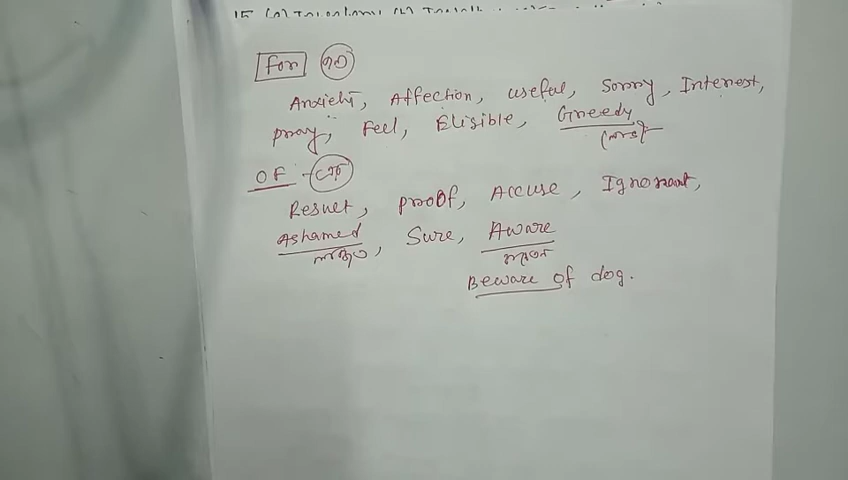 For
Anxiety, Affection, useful, Sorry, Interest,
pray, Feel, Eligible, Greedy
OF
Result, proof, Accuse, Ignorant,
Ashamed, Sure, Aware
Beware of dog.